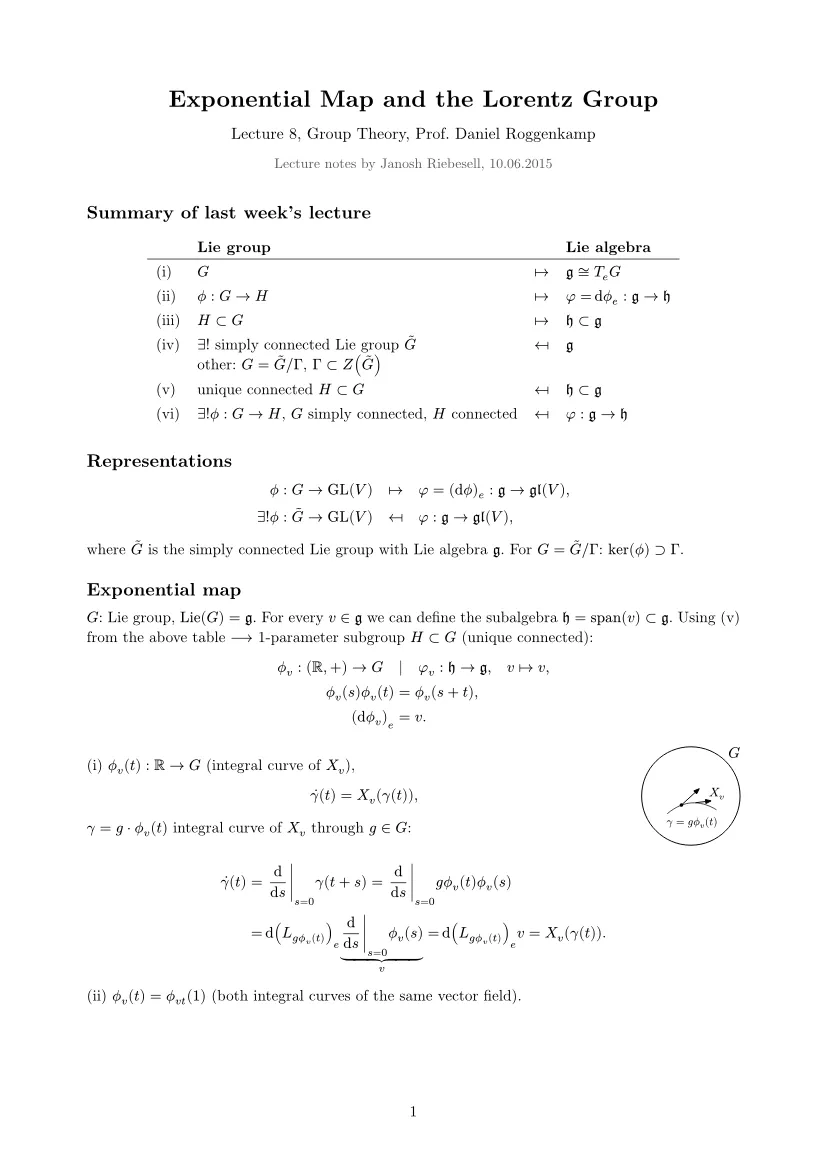 Exponential Map and the Lorentz Group
Lecture 8, Group Theory, Prof. Daniel Roggenkamp
Lecture notes by Janosh Riebesell, 10.06.2015
Summary of last week's lecture
Lie group Lie algebra
(i) G ↦ 𝔤 ≅ T_eG
(ii) ϕ : G → H ↦ φ = dϕ_e : 𝔤 → 𝔥
(iii) H ⊂ G ↦ 𝔥 ⊂ 𝔤
(iv) ∃! simply connected Lie group G̃ ↤ 𝔤
other: G = G̃/Γ, Γ ⊂ Z(G̃)
(v) unique connected H ⊂ G ↤ 𝔥 ⊂ 𝔤
(vi) ∃!ϕ : G → H, G simply connected, H connected ↤ φ : 𝔤 → 𝔥
Representations
ϕ : G → GL(V) ↦ φ = (dϕ)_e : 𝔤 → 𝔤𝔩(V),
∃!ϕ : G̃ → GL(V) ↤ φ : 𝔤 → 𝔤𝔩(V),
where G̃ is the simply connected Lie group with Lie algebra 𝔤. For G = G̃/Γ: ker(ϕ) ⊃ Γ.
Exponential map
G: Lie group, Lie(G) = 𝔤. For every v ∈ 𝔤 we can define the subalgebra 𝔥 = span(v) ⊂ 𝔤. Using (v)
from the above table ⟶ 1-parameter subgroup H ⊂ G (unique connected):
ϕ_v : (ℝ, +) → G | φ_v : 𝔥 → 𝔤, v ↦ v,
ϕ_v(s)ϕ_v(t) = ϕ_v(s + t),
(dϕ_v)_e = v.
(i) ϕ_v(t) : ℝ → G (integral curve of X_v),
γ̇(t) = X_v(γ(t)),
G
X_v
γ = gϕ_v(t)
γ = g · ϕ_v(t) integral curve of X_v through g ∈ G:
γ̇(t) = d/ds|_{s=0} γ(t + s) = d/ds|_{s=0} gϕ_v(t)ϕ_v(s)
= d(L_{gϕ_v(t)})_e d/ds|_{s=0} ϕ_v(s) = d(L_{gϕ_v(t)})_e v = X_v(γ(t)).
v
(ii) ϕ_v(t) = ϕ_{vt}(1) (both integral curves of the same vector field).
1